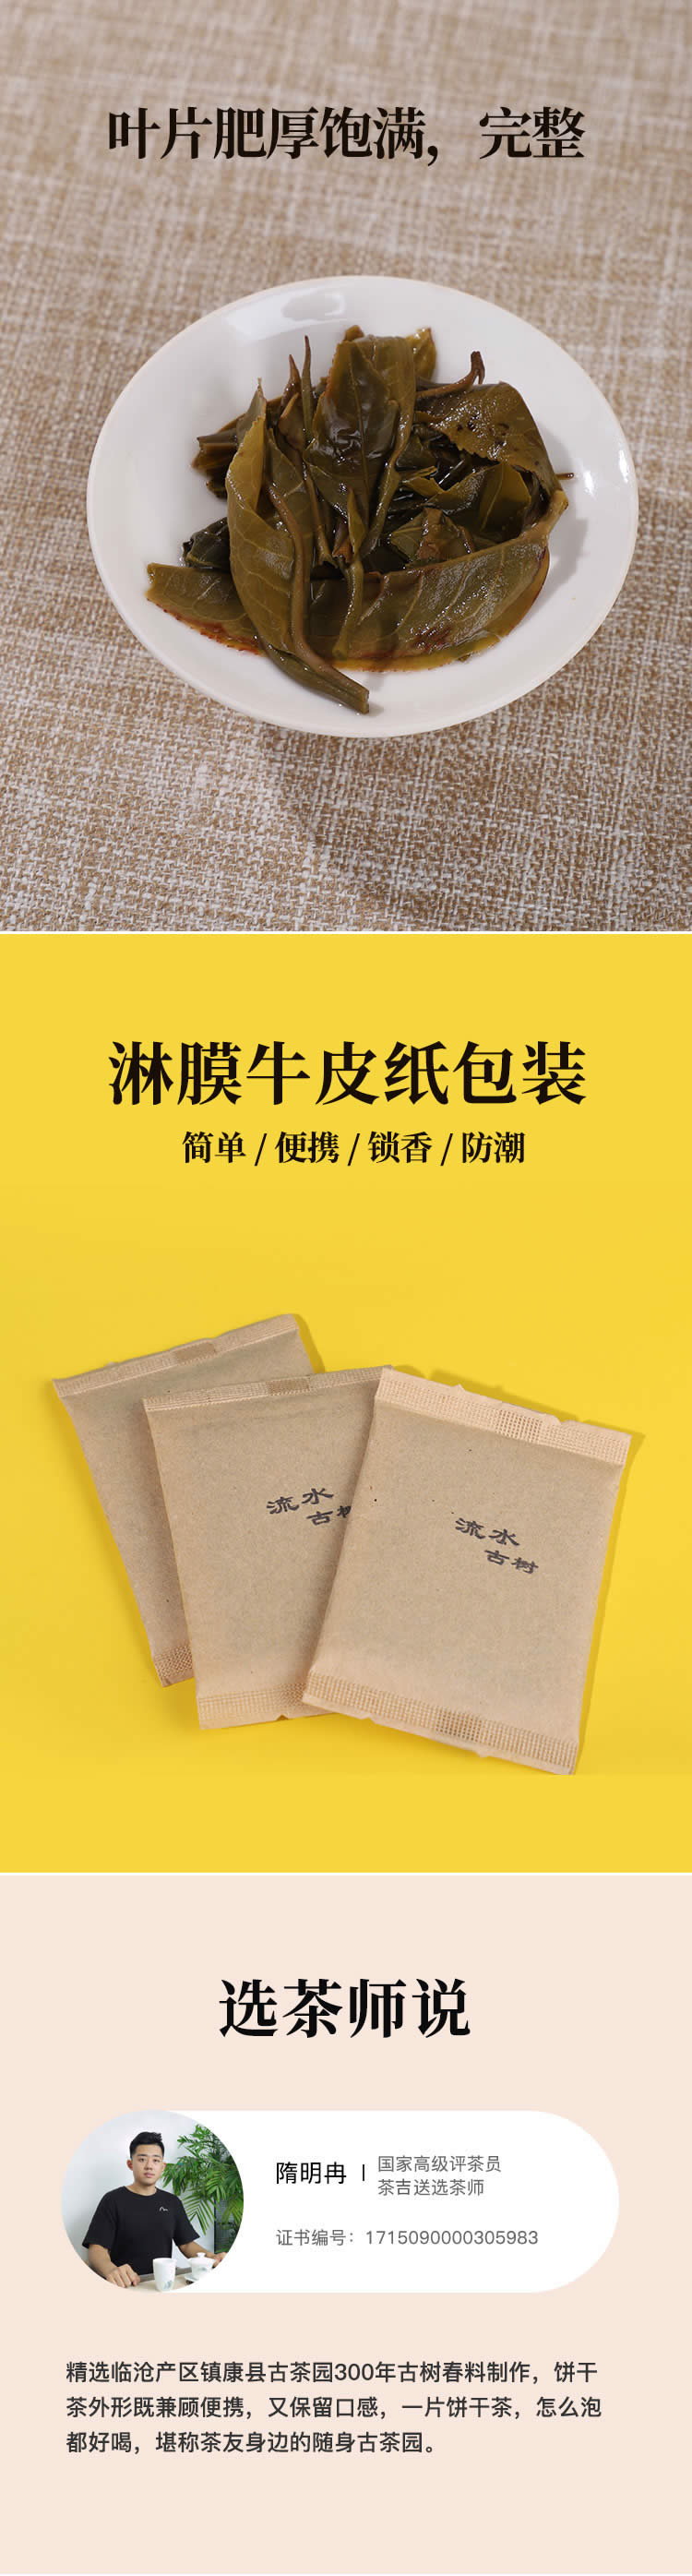 叶片肥厚饱满，完整
淋膜牛皮纸包装
简单 / 便携 / 锁香 / 防潮
流水
古树
流水
古树
选茶师说
隋明冉
国家高级评茶员
茶吉送选茶师
证书编号：1715090000305983
精选临沧产区镇康县古茶园300年古树春料制作，饼干
茶外形既兼顾便携，又保留口感，一片饼干茶，怎么泡
都好喝，堪称茶友身边的随身古茶园。